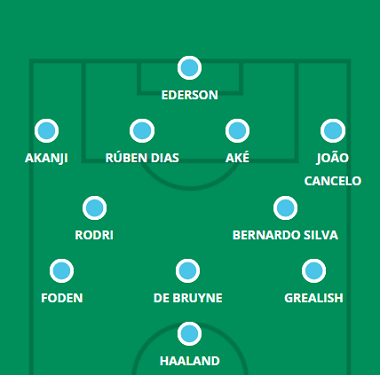 EDERSON
AKANJI
RÚBEN DIAS
AKÉ
JOÃO
CANCELO
RODRI
BERNARDO SILVA
FODEN
DE BRUYNE
GREALISH
HAALAND